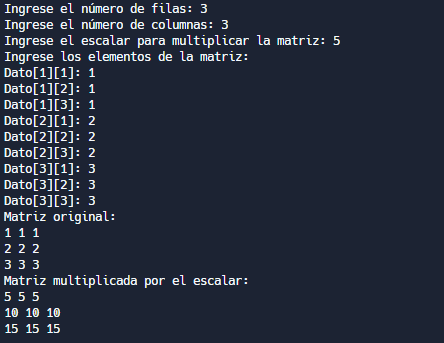 Ingrese el número de filas: 3
Ingrese el número de columnas: 3
Ingrese el escalar para multiplicar la matriz: 5
Ingrese los elementos de la matriz:
Dato[1][1]: 1
Dato[1][2]: 1
Dato[1][3]: 1
Dato[2][1]: 2
Dato[2][2]: 2
Dato[2][3]: 2
Dato[3][1]: 3
Dato[3][2]: 3
Dato[3][3]: 3
Matriz original:
1 1 1
2 2 2
3 3 3
Matriz multiplicada por el escalar:
5 5 5
10 10 10
15 15 15